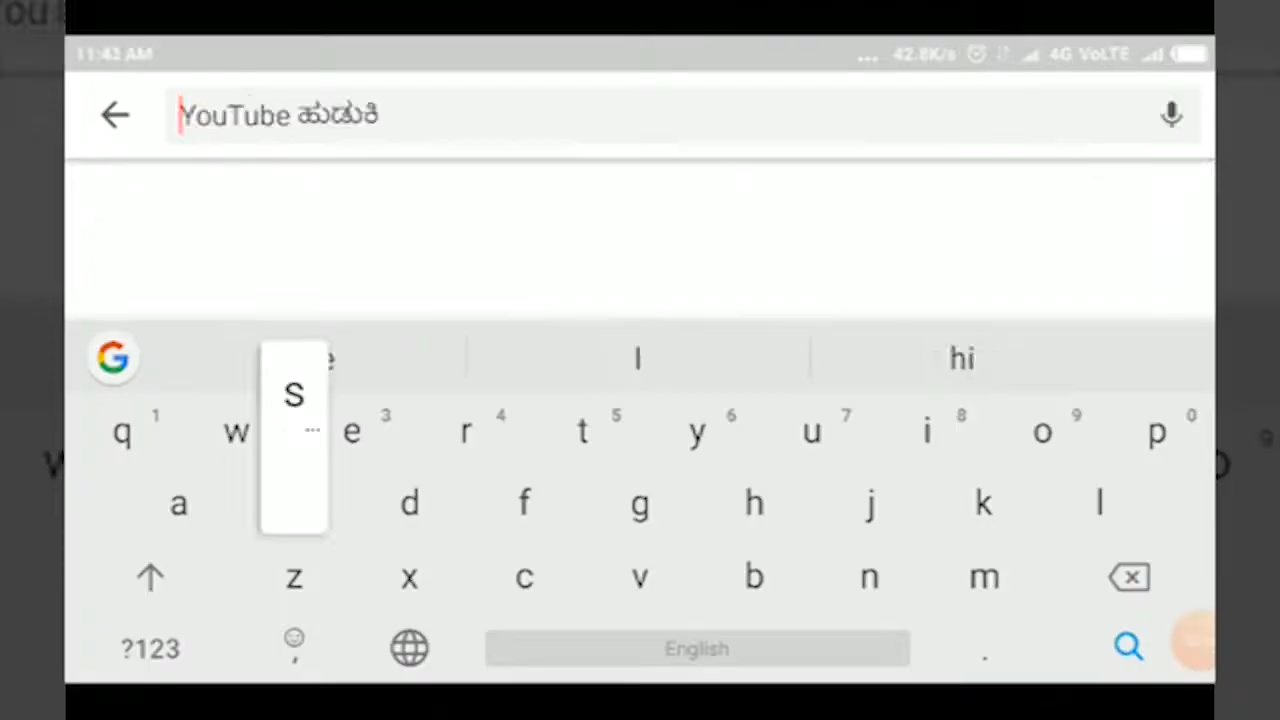 11:43 AM ... 42.8K/s 4G VoLTE
YouTube ಹುಡುಕಿ
I hi
S
q 1 w e 3 r 4 t 5 y 6 u 7 i 8 o 9 p 0
a d f g h j k l
z x c v b n m
?123 , English .